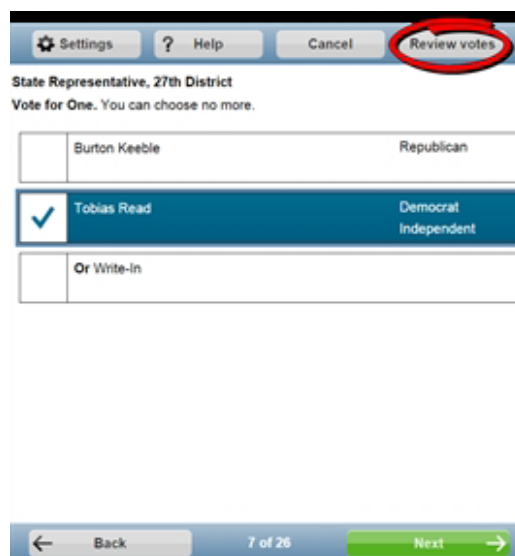 Settings ? Help Cancel Review votes
State Representative, 27th District
Vote for One. You can choose no more.
Burton Keeble Republican
Tobias Read Democrat
Independent
Or Write-In
Back 7 of 26 Next